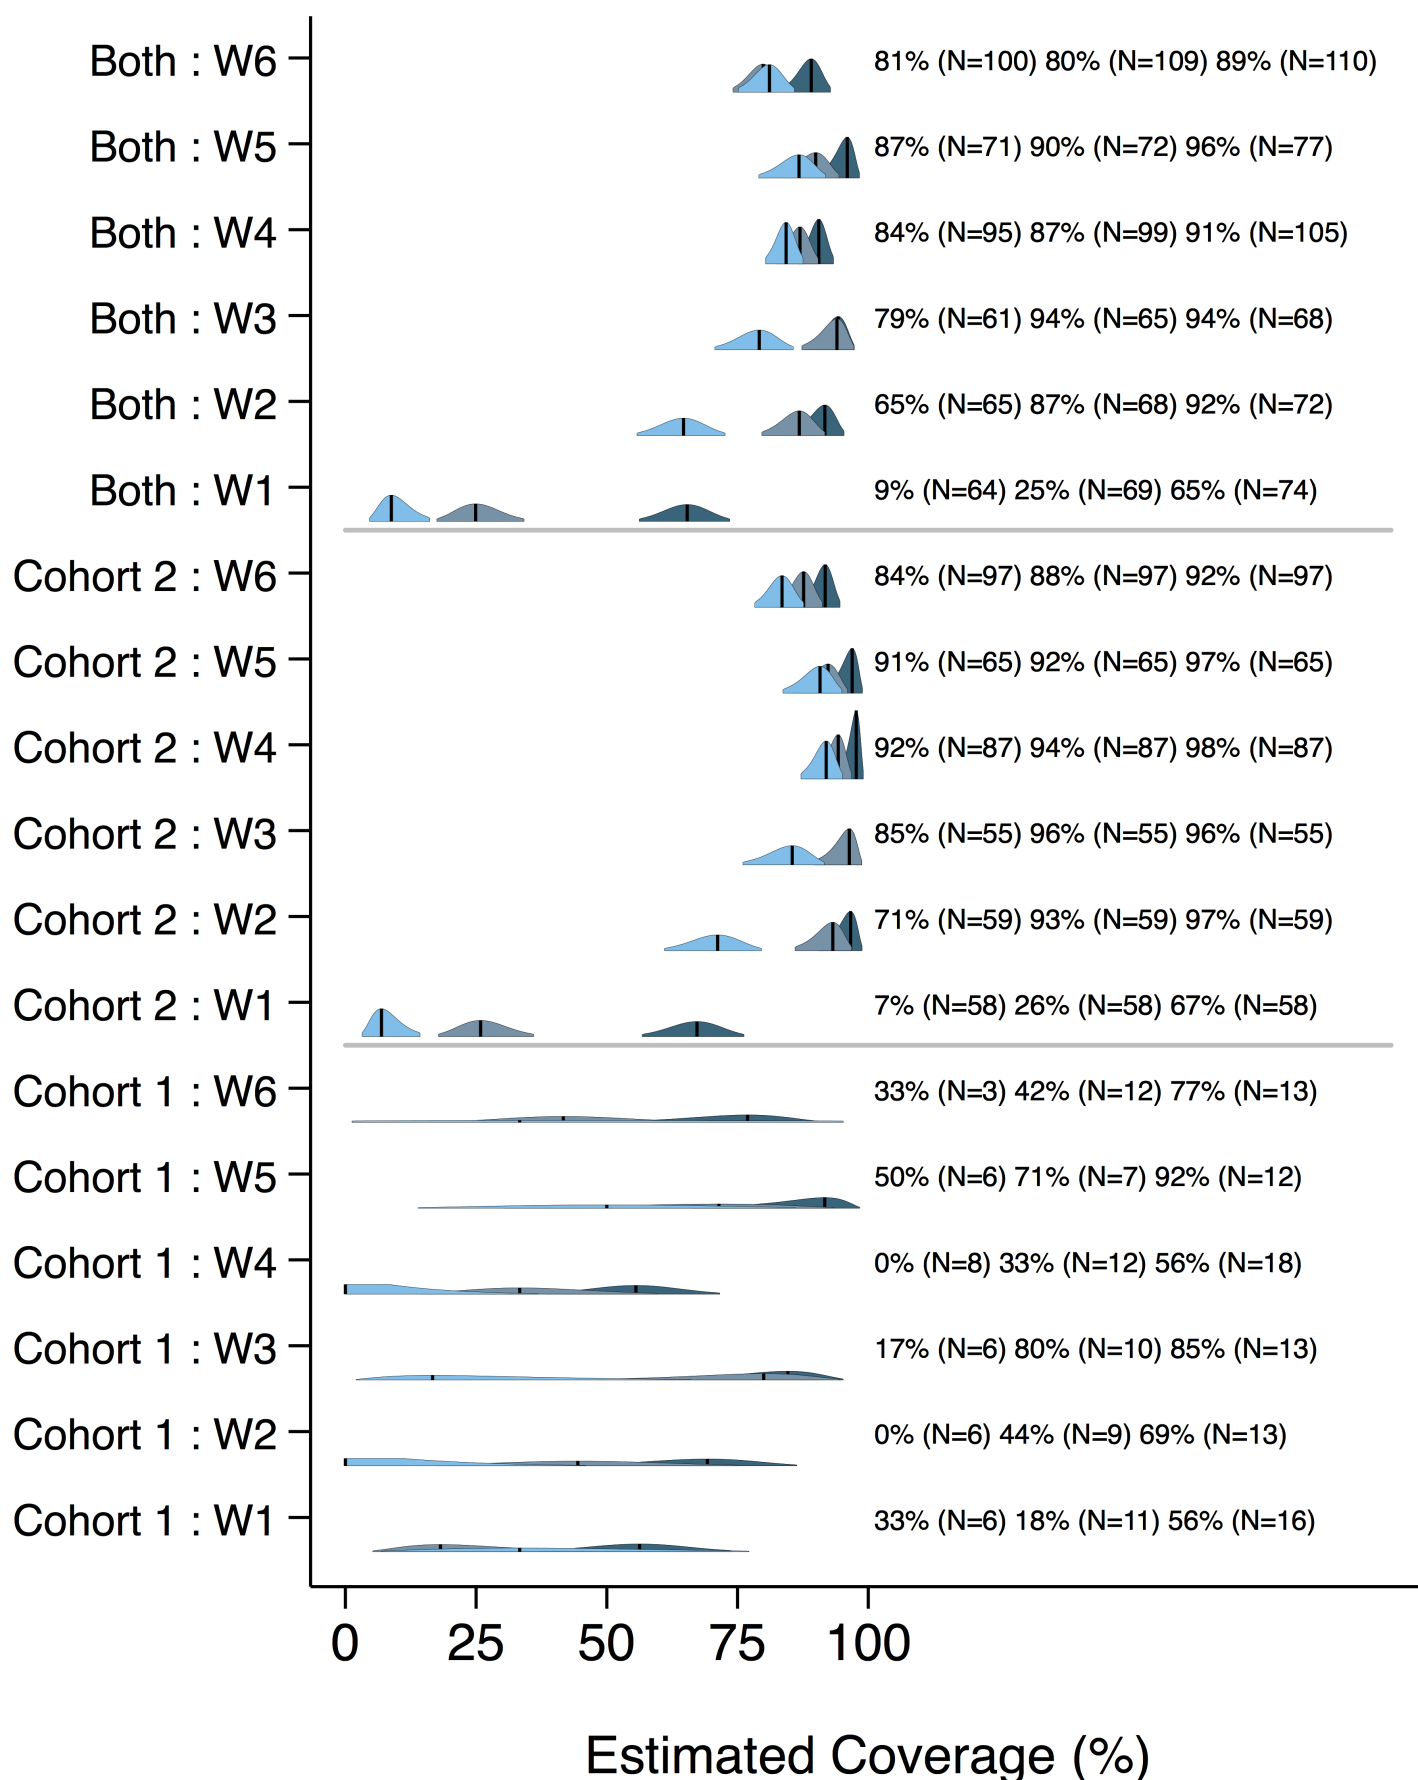 Both : W6 81% (N=100) 80% (N=109) 89% (N=110)
Both : W5 87% (N=71) 90% (N=72) 96% (N=77)
Both : W4 84% (N=95) 87% (N=99) 91% (N=105)
Both : W3 79% (N=61) 94% (N=65) 94% (N=68)
Both : W2 65% (N=65) 87% (N=68) 92% (N=72)
Both : W1 9% (N=64) 25% (N=69) 65% (N=74)
Cohort 2 : W6 84% (N=97) 88% (N=97) 92% (N=97)
Cohort 2 : W5 91% (N=65) 92% (N=65) 97% (N=65)
Cohort 2 : W4 92% (N=87) 94% (N=87) 98% (N=87)
Cohort 2 : W3 85% (N=55) 96% (N=55) 96% (N=55)
Cohort 2 : W2 71% (N=59) 93% (N=59) 97% (N=59)
Cohort 2 : W1 7% (N=58) 26% (N=58) 67% (N=58)
Cohort 1 : W6 33% (N=3) 42% (N=12) 77% (N=13)
Cohort 1 : W5 50% (N=6) 71% (N=7) 92% (N=12)
Cohort 1 : W4 0% (N=8) 33% (N=12) 56% (N=18)
Cohort 1 : W3 17% (N=6) 80% (N=10) 85% (N=13)
Cohort 1 : W2 0% (N=6) 44% (N=9) 69% (N=13)
Cohort 1 : W1 33% (N=6) 18% (N=11) 56% (N=16)
0 25 50 75 100
Estimated Coverage (%)